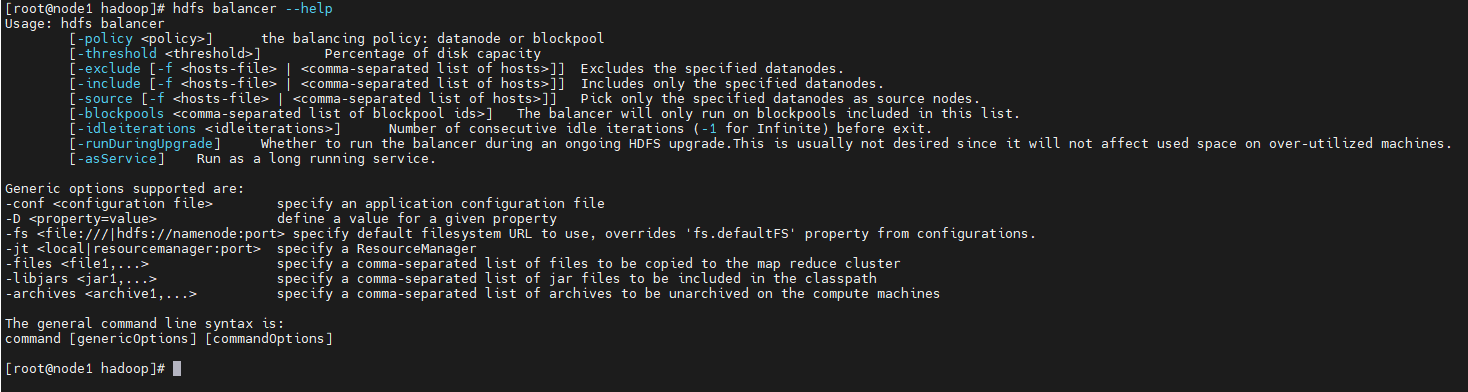 [root@node1 hadoop]# hdfs balancer --help
Usage: hdfs balancer
        [-policy <policy>]      the balancing policy: datanode or blockpool
        [-threshold <threshold>]        Percentage of disk capacity
        [-exclude [-f <hosts-file> | <comma-separated list of hosts>]]  Excludes the specified datanodes.
        [-include [-f <hosts-file> | <comma-separated list of hosts>]]  Includes only the specified datanodes.
        [-source [-f <hosts-file> | <comma-separated list of hosts>]]   Pick only the specified datanodes as source nodes.
        [-blockpools <comma-separated list of blockpool ids>]   The balancer will only run on blockpools included in this list.
        [-idleiterations <idleiterations>]      Number of consecutive idle iterations (-1 for Infinite) before exit.
        [-runDuringUpgrade]     Whether to run the balancer during an ongoing HDFS upgrade.This is usually not desired since it will not affect used space on over-utilized machines.
        [-asService]    Run as a long running service.

Generic options supported are:
-conf <configuration file>        specify an application configuration file
-D <property=value>               define a value for a given property
-fs <file:///|hdfs://namenode:port> specify default filesystem URL to use, overrides 'fs.defaultFS' property from configurations.
-jt <local|resourcemanager:port>  specify a ResourceManager
-files <file1,...>                specify a comma-separated list of files to be copied to the map reduce cluster
-libjars <jar1,...>               specify a comma-separated list of jar files to be included in the classpath
-archives <archive1,...>          specify a comma-separated list of archives to be unarchived on the compute machines

The general command line syntax is:
command [genericOptions] [commandOptions]

[root@node1 hadoop]#